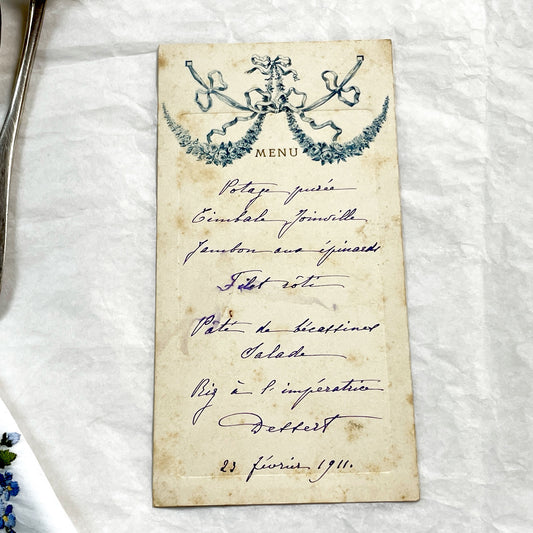 MENU
Potage purée
Timbale Joinville
Jambon aux épinards
Filet rôti
Pâté de bécassines
Salade
Riz à l'impératrice
Dessert
23 février 1911.